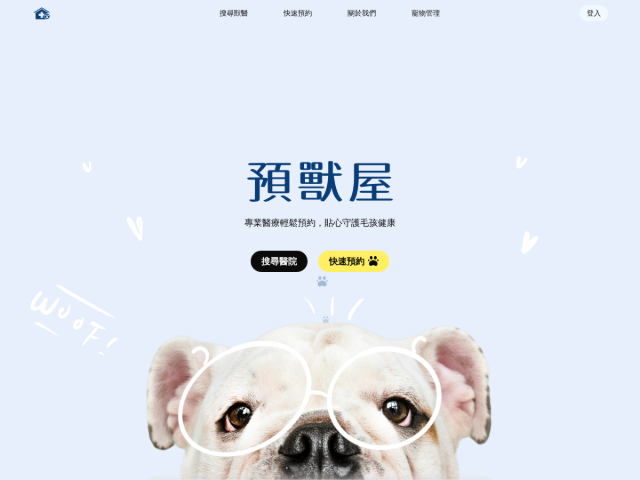 搜尋獸醫
快速預約
關於我們
寵物管理
登入
預獸屋
專業醫療輕鬆預約，貼心守護毛孩健康
搜尋醫院
快速預約
WOOF!